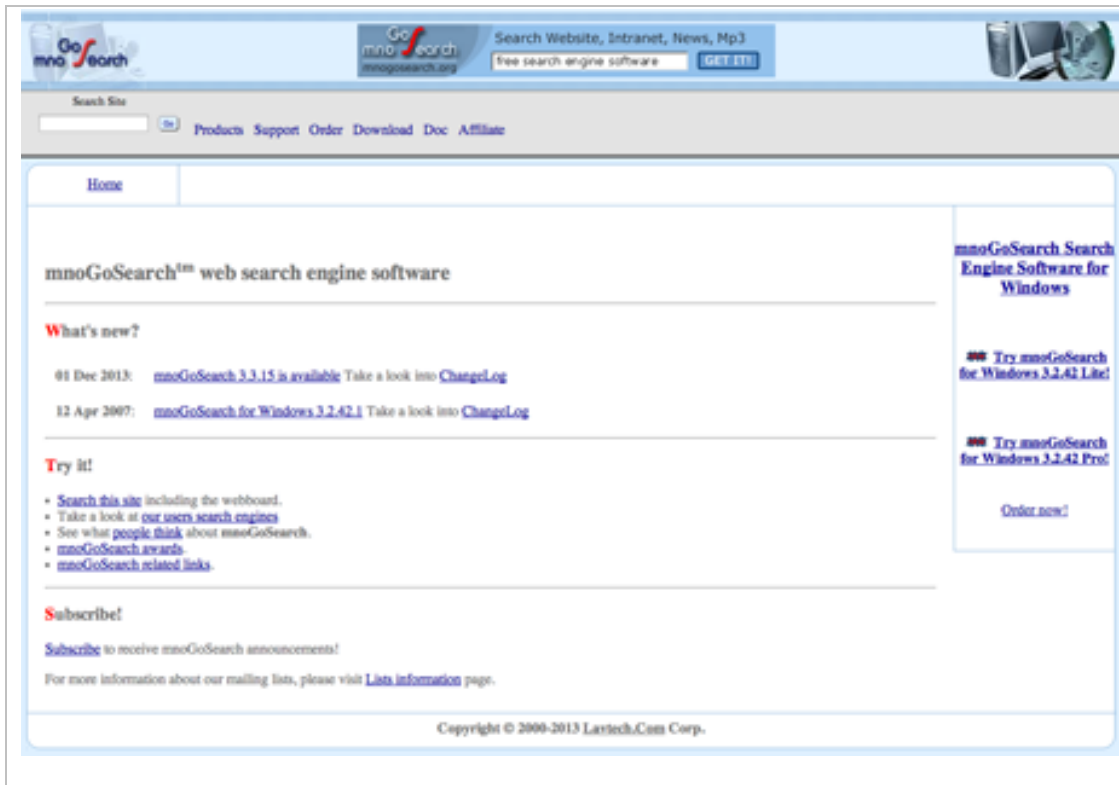 Go
mno Search
Go
mno Search
mnogosearch.org
Search Website, Intranet, News, Mp3
free search engine software
GET IT!
Search Site
Go
Products Support Order Download Doc Affiliate
Home
mnoGoSearch™ web search engine software
What's new?
01 Dec 2013: mnoGoSearch 3.3.15 is available Take a look into ChangeLog
12 Apr 2007: mnoGoSearch for Windows 3.2.42.1 Take a look into ChangeLog
Try it!
• Search this site including the webboard.
• Take a look at our users search engines
• See what people think about mnoGoSearch.
• mnoGoSearch awards.
• mnoGoSearch related links.
Subscribe!
Subscribe to receive mnoGoSearch announcements!
For more information about our mailing lists, please visit Lists information page.
mnoGoSearch Search
Engine Software for
Windows
Try mnoGoSearch
for Windows 3.2.42 Lite!
Try mnoGoSearch
for Windows 3.2.42 Pro!
Order now!
Copyright © 2000-2013 Lavtech.Com Corp.